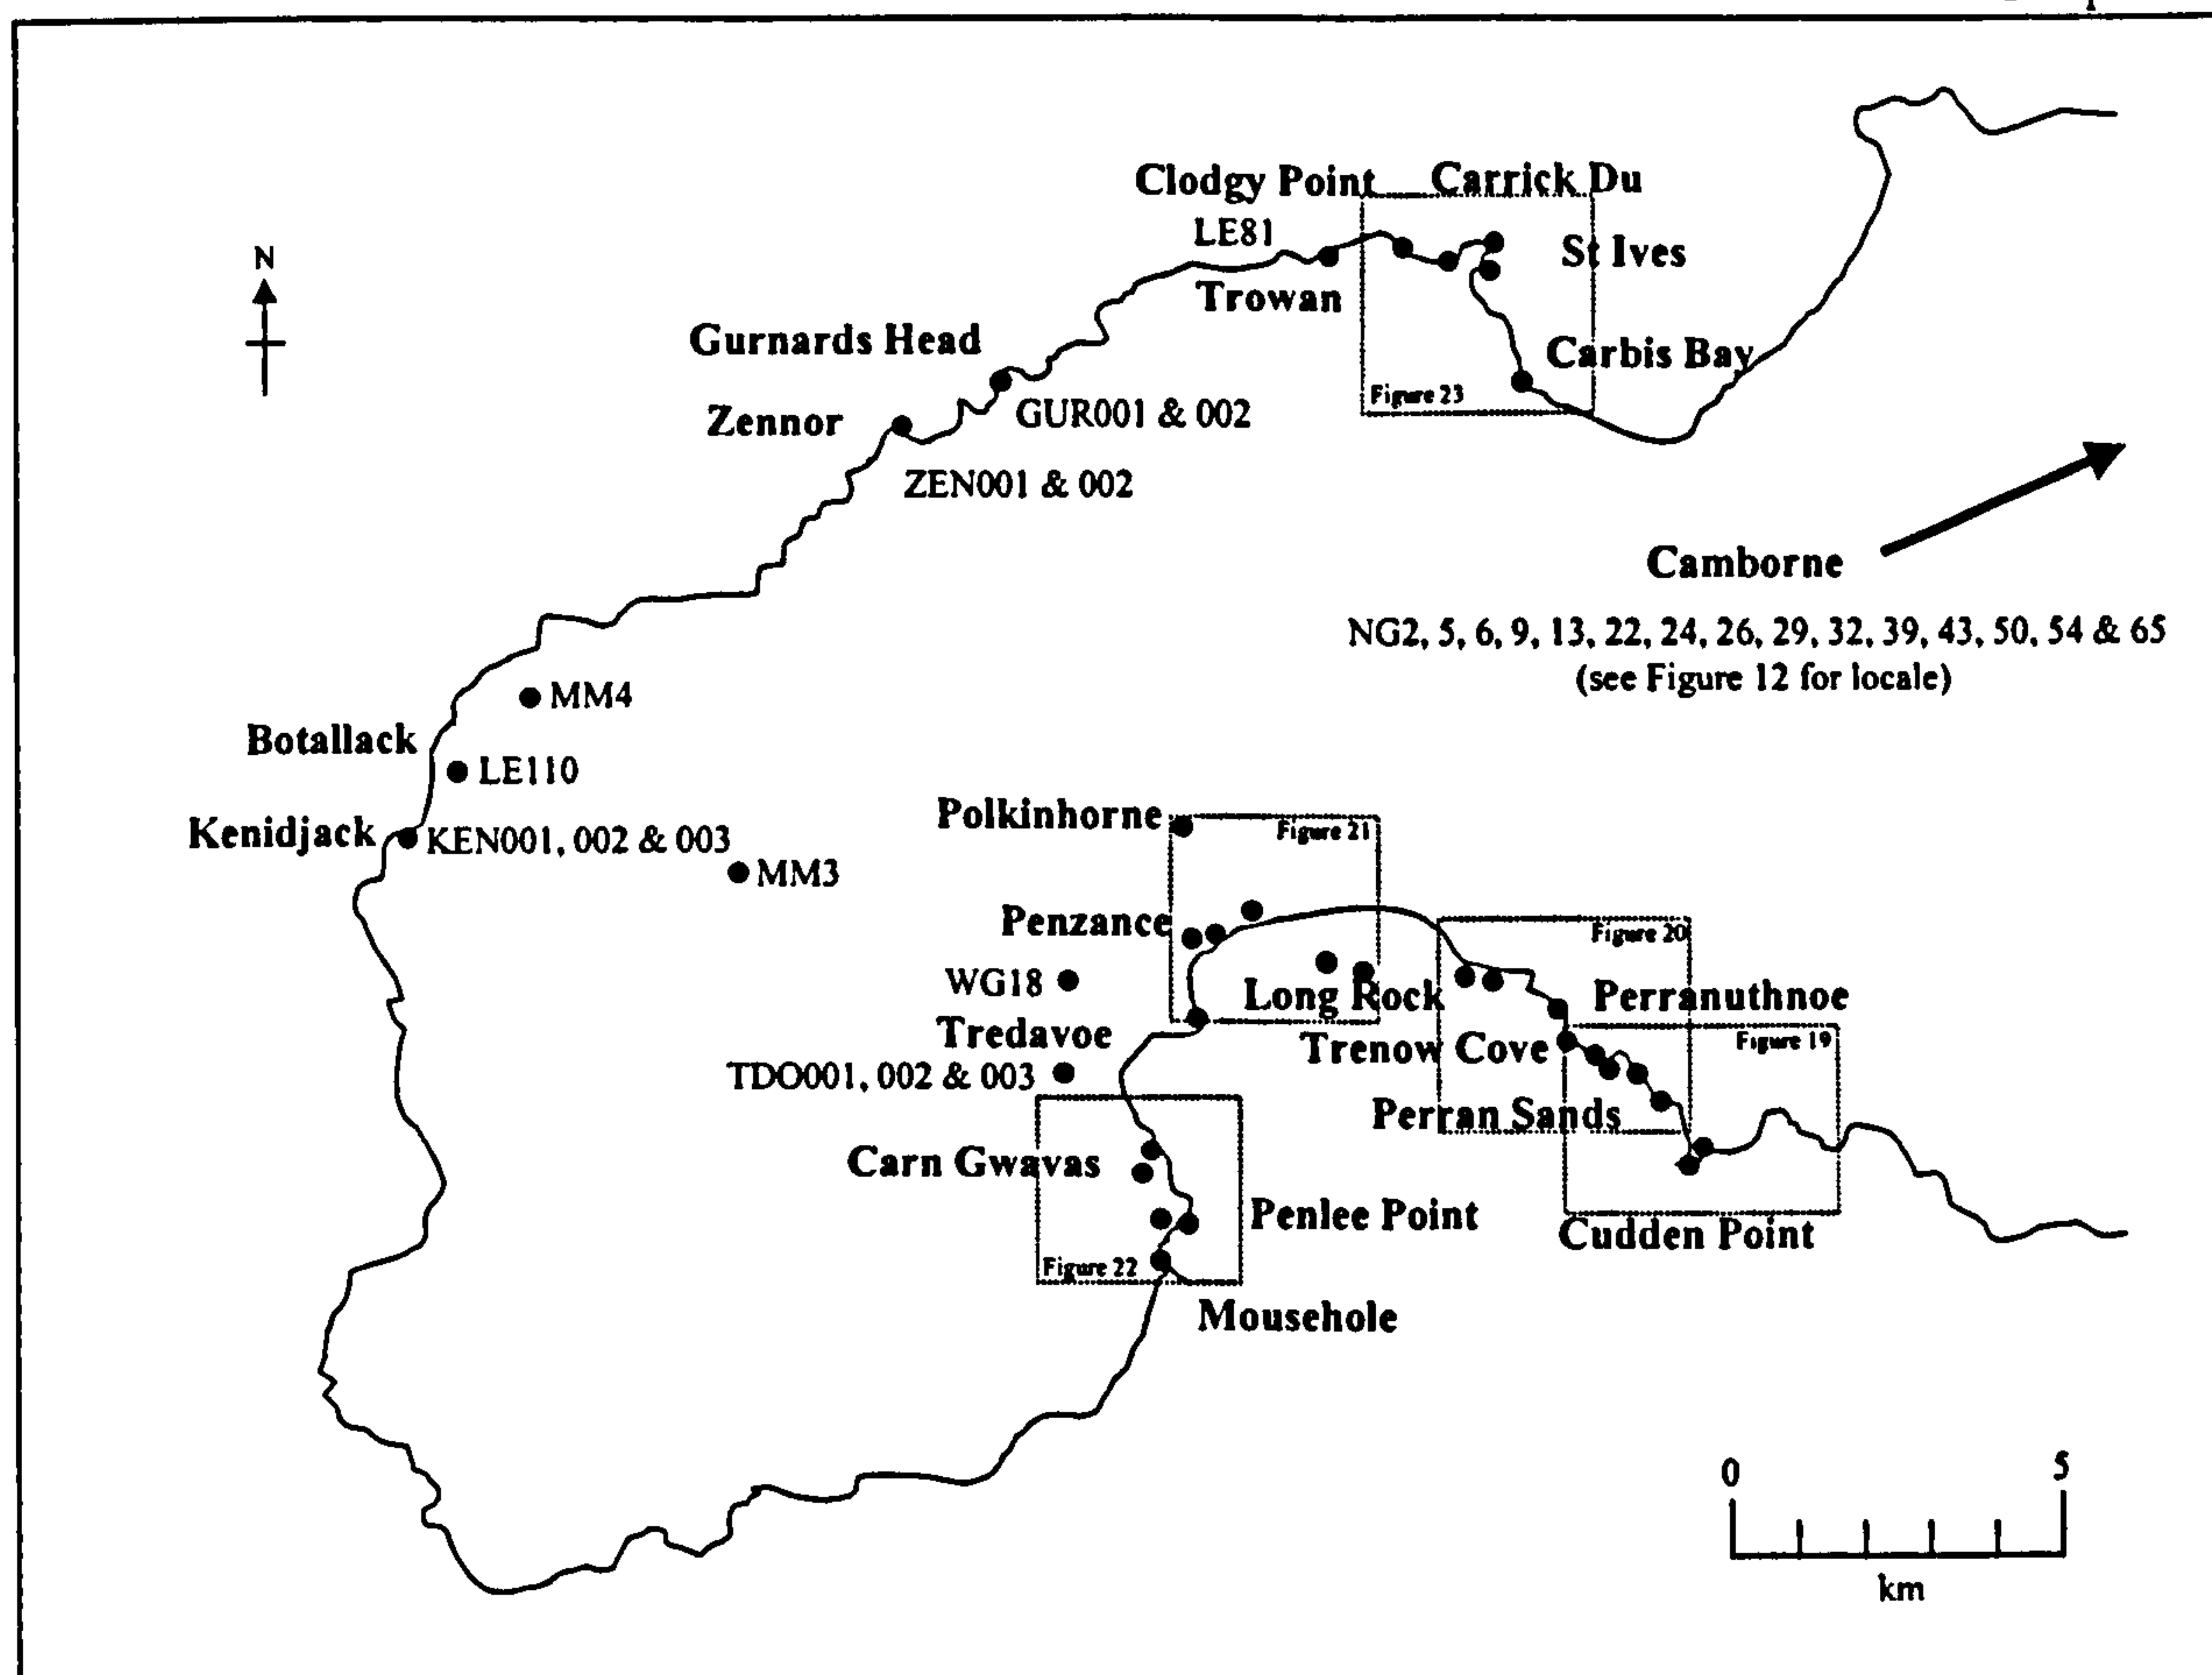 Clodgy Point Carrick Du
LE81
St Ives
N
Trowan
Gurnards Head
Carbis Bay
Figure 23
GUR001 & 002
Zennor
ZEN001 & 002
Camborne
NG2, 5, 6, 9, 13, 22, 24, 26, 29, 32, 39, 43, 50, 54 & 65
(see Figure 12 for locale)
MM4
Botallack
LE110
Polkinhorne
Figure 21
Kenidjack
KEN001, 002 & 003
MM3
Penzance
Figure 20
WG18
Long Rock
Perranuthnoe
Tredavoe
Trenow Cove
Figure 19
TDO001, 002 & 003
Perran Sands
Carn Gwavas
Penlee Point
Cudden Point
Figure 22
Mousehole
0 5
km